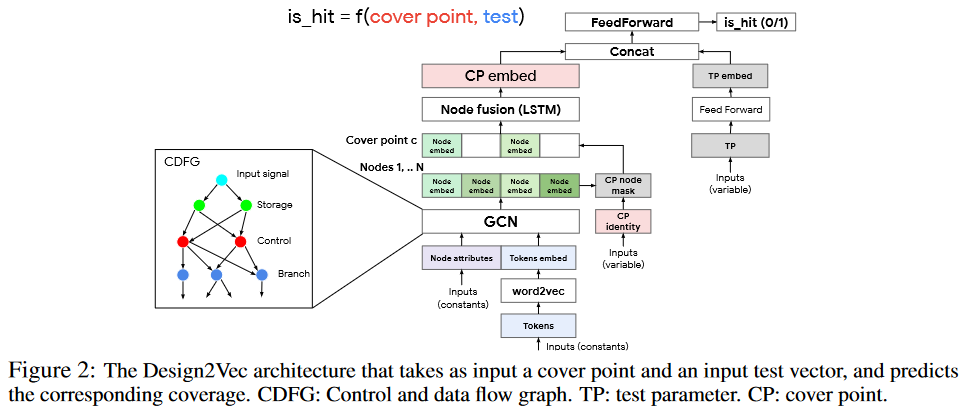 is_hit = f(cover point, test)
FeedForward
is_hit (0/1)
Concat
CP embed
TP embed
Node fusion (LSTM)
Feed Forward
Cover point c
Node embed
Node embed
TP
Inputs (variable)
Nodes 1, .. N
Node embed
Node embed
Node embed
Node embed
CP node mask
GCN
CP identity
Inputs (variable)
Node attributes
Tokens embed
Inputs (constants)
word2vec
Tokens
Inputs (constants)
CDFG
Input signal
Storage
Control
Branch
Figure 2: The Design2Vec architecture that takes as input a cover point and an input test vector, and predicts
the corresponding coverage. CDFG: Control and data flow graph. TP: test parameter. CP: cover point.